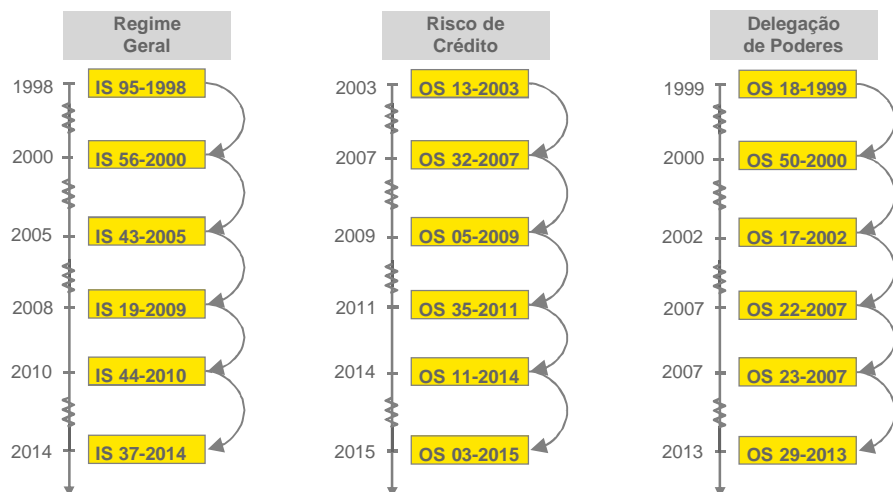 Regime
Geral
1998
IS 95-1998
2000
IS 56-2000
2005
IS 43-2005
2008
IS 19-2009
2010
IS 44-2010
2014
IS 37-2014
Risco de
Crédito
2003
OS 13-2003
2007
OS 32-2007
2009
OS 05-2009
2011
OS 35-2011
2014
OS 11-2014
2015
OS 03-2015
Delegação
de Poderes
1999
OS 18-1999
2000
OS 50-2000
2002
OS 17-2002
2007
OS 22-2007
2007
OS 23-2007
2013
OS 29-2013